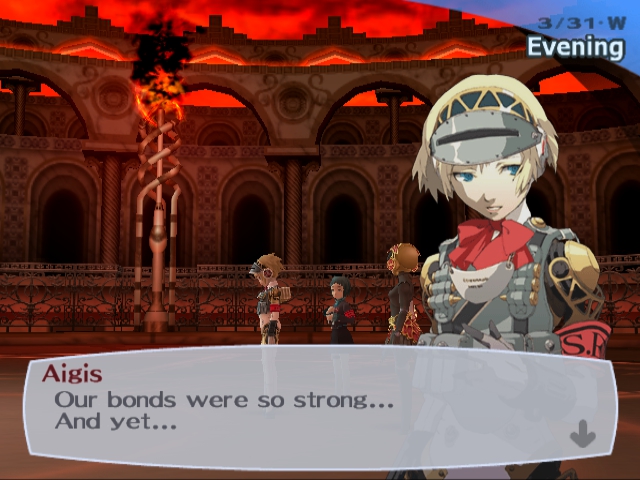 3/31·W
Evening
S.
Aigis
Our bonds were so strong...
And yet...